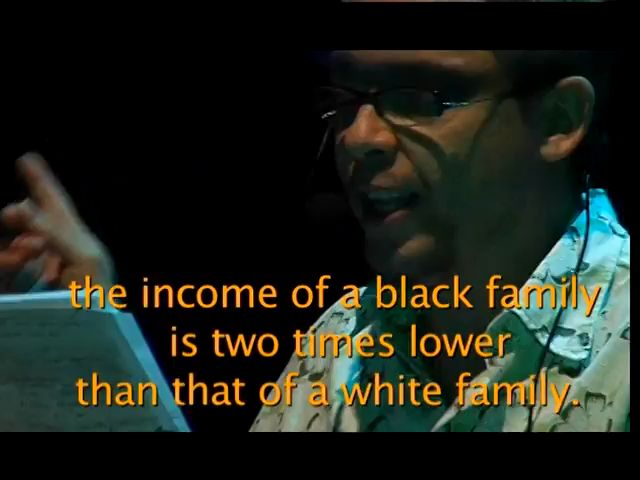 the income of a black family
is two times lower
than that of a white family.